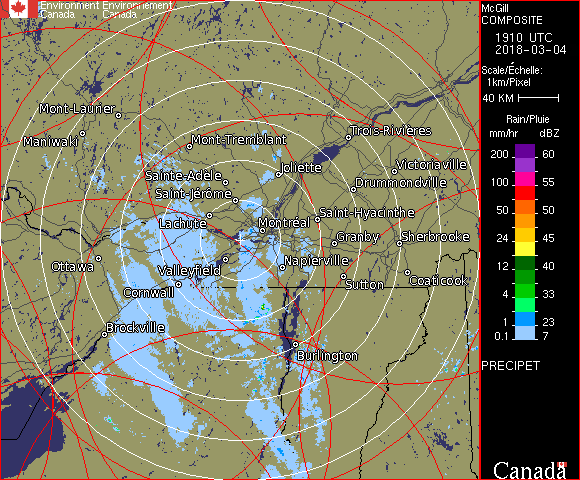 Environment Environnement
Canada Canada
McGill
COMPOSITE
1910 UTC
2018-03-04
Scale/Échelle:
1km/Pixel
40 KM
Rain/Pluie
mm/hr dBZ
200 60
100 55
50 50
24 45
12 40
4 33
1 23
0.1 7
PRECIPET
Canada
Mont-Laurier
Maniwaki
Mont-Tremblant
Trois-Rivières
Joliette
Victoriaville
Sainte-Adèle
Drummondville
Saint-Jérôme
Saint-Hyacinthe
Lachute
Montréal
Granby
Sherbrooke
Ottawa
Valleyfield
Napierville
Cornwall
Sutton
Coaticook
Brockville
Burlington